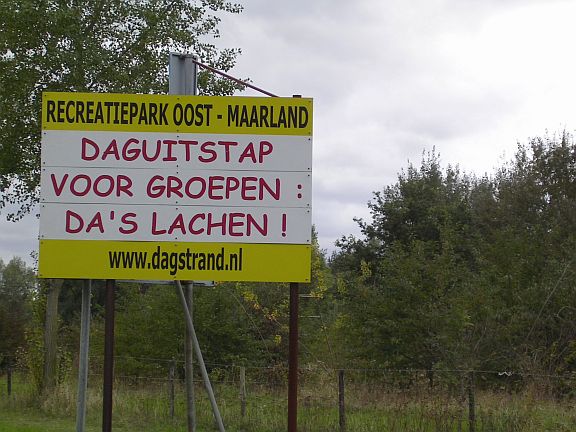 RECREATIEPARK OOST - MAARLAND
DAGUITSTAP
VOOR GROEPEN :
DA'S LACHEN !
www.dagstrand.nl